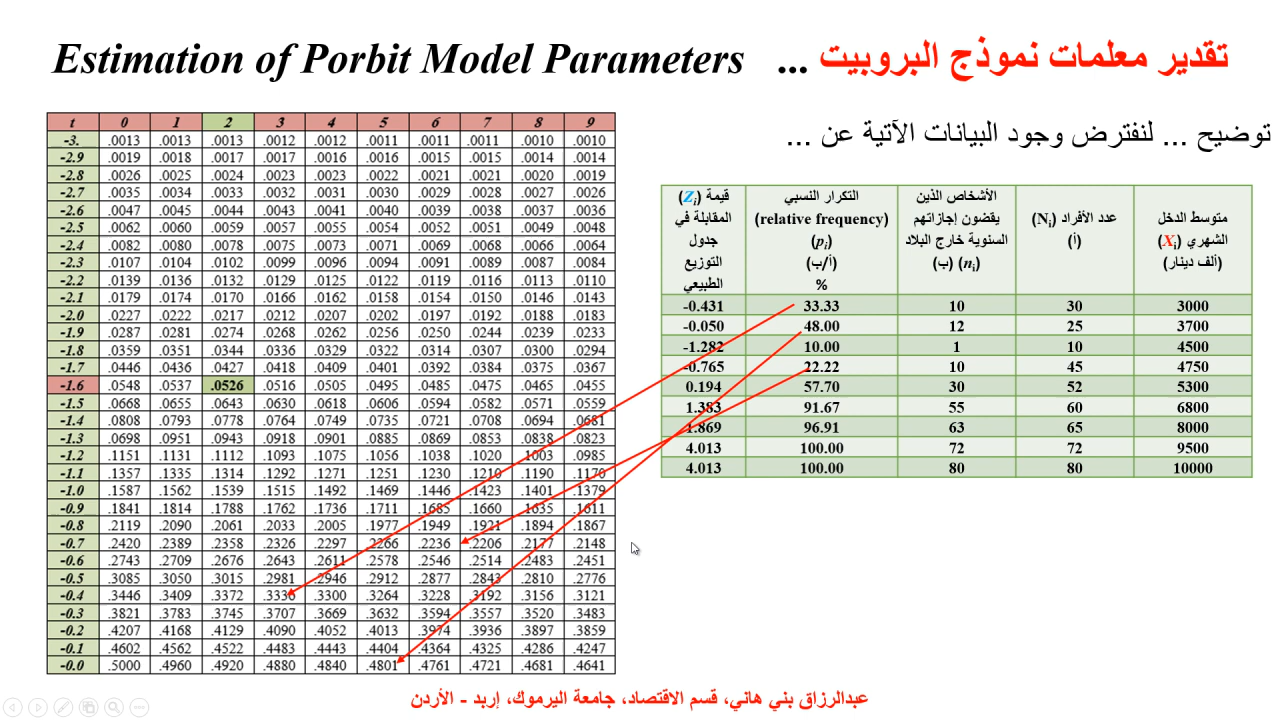 Estimation of Porbit Model Parameters ... تقدير معلمات نموذج البروبيت
توضيح ... لنفترض وجود البيانات الآتية عن ...
t 0 1 2 3 4 5 6 7 8 9
-3. .0013 .0013 .0013 .0012 .0012 .0011 .0011 .0011 .0010 .0010
-2.9 .0019 .0018 .0017 .0017 .0016 .0016 .0015 .0015 .0014 .0014
-2.8 .0026 .0025 .0024 .0023 .0023 .0022 .0021 .0021 .0020 .0019
-2.7 .0035 .0034 .0033 .0032 .0031 .0030 .0029 .0028 .0027 .0026
-2.6 .0047 .0045 .0044 .0043 .0041 .0040 .0039 .0038 .0037 .0036
-2.5 .0062 .0060 .0059 .0057 .0055 .0054 .0052 .0051 .0049 .0048
-2.4 .0082 .0080 .0078 .0075 .0073 .0071 .0069 .0068 .0066 .0064
-2.3 .0107 .0104 .0102 .0099 .0096 .0094 .0091 .0089 .0087 .0084
-2.2 .0139 .0136 .0132 .0129 .0125 .0122 .0119 .0116 .0113 .0110
-2.1 .0179 .0174 .0170 .0166 .0162 .0158 .0154 .0150 .0146 .0143
-2.0 .0227 .0222 .0217 .0212 .0207 .0202 .0197 .0192 .0188 .0183
-1.9 .0287 .0281 .0274 .0268 .0262 .0256 .0250 .0244 .0239 .0233
-1.8 .0359 .0351 .0344 .0336 .0329 .0322 .0314 .0307 .0300 .0294
-1.7 .0446 .0436 .0427 .0418 .0409 .0401 .0392 .0384 .0375 .0367
-1.6 .0548 .0537 .0526 .0516 .0505 .0495 .0485 .0475 .0465 .0455
-1.5 .0668 .0655 .0643 .0630 .0618 .0606 .0594 .0582 .0571 .0559
-1.4 .0808 .0793 .0778 .0764 .0749 .0735 .0721 .0708 .0694 .0681
-1.3 .0698 .0951 .0943 .0918 .0901 .0885 .0869 .0853 .0838 .0823
-1.2 .1151 .1131 .1112 .1093 .1075 .1056 .1038 .1020 .1003 .0985
-1.1 .1357 .1335 .1314 .1292 .1271 .1251 .1230 .1210 .1190 .1170
-1.0 .1587 .1562 .1539 .1515 .1492 .1469 .1446 .1423 .1401 .1379
-0.9 .1841 .1814 .1788 .1762 .1736 .1711 .1685 .1660 .1635 .1611
-0.8 .2119 .2090 .2061 .2033 .2005 .1977 .1949 .1921 .1894 .1867
-0.7 .2420 .2389 .2358 .2326 .2297 .2266 .2236 .2206 .2177 .2148
-0.6 .2743 .2709 .2676 .2643 .2611 .2578 .2546 .2514 .2483 .2451
-0.5 .3085 .3050 .3015 .2981 .2946 .2912 .2877 .2843 .2810 .2776
-0.4 .3446 .3409 .3372 .3336 .3300 .3264 .3228 .3192 .3156 .3121
-0.3 .3821 .3783 .3745 .3707 .3669 .3632 .3594 .3557 .3520 .3483
-0.2 .4207 .4168 .4129 .4090 .4052 .4013 .3974 .3936 .3897 .3859
-0.1 .4602 .4562 .4522 .4483 .4443 .4404 .4364 .4325 .4286 .4247
-0.0 .5000 .4960 .4920 .4880 .4840 .4801 .4761 .4721 .4681 .4641
متوسط الدخل
الشهري (Xi)
(ألف دينار)
عدد الأفراد (Ni)
(أ)
الأشخاص الذين
يقضون إجازاتهم
السنوية خارج البلاد
(ni) (ب)
التكرار النسبي
(relative frequency)
(pi)
(أ/ب)
%
قيمة (Zi)
المقابلة في
جدول
التوزيع
الطبيعي
3000 30 10 33.33 -0.431
3700 25 12 48.00 -0.050
4500 10 1 10.00 -1.282
4750 45 10 22.22 -0.765
5300 52 30 57.70 0.194
6800 60 55 91.67 1.383
8000 65 63 96.91 1.869
9500 72 72 100.00 4.013
10000 80 80 100.00 4.013
عبدالرزاق بني هاني، قسم الاقتصاد، جامعة اليرموك، إربد - الأردن